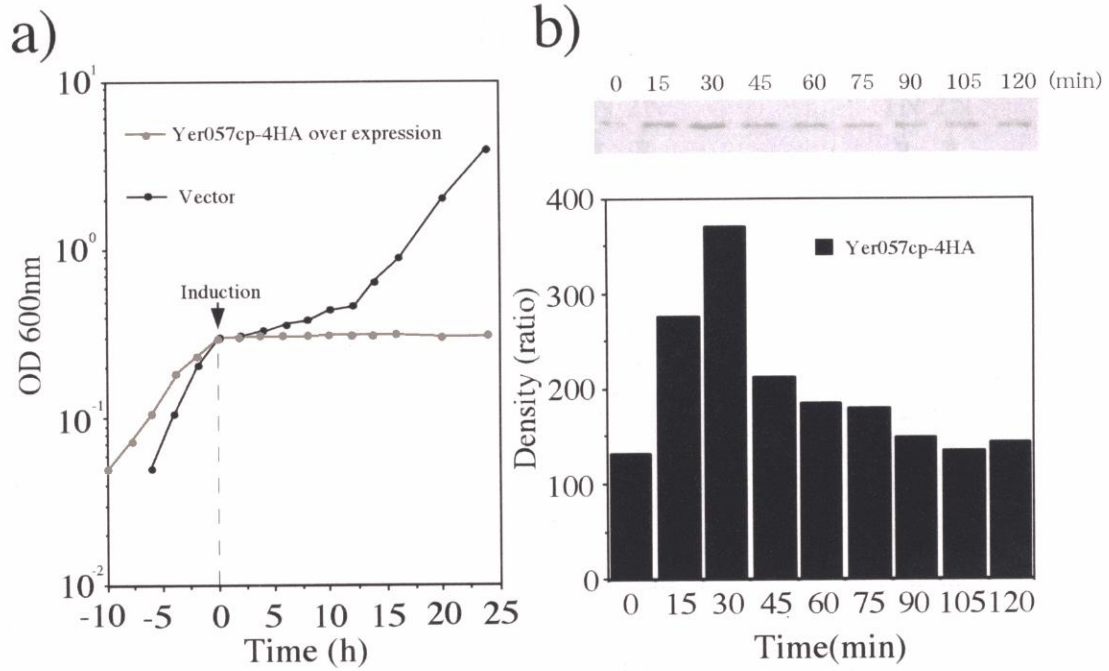 a)
10¹
10⁰
10⁻¹
10⁻²
OD 600nm
Yer057cp-4HA over expression
Vector
Induction
-10 -5 0 5 10 15 20 25
Time (h)
b)
0 15 30 45 60 75 90 105 120 (min)
400
300
200
100
0
Density (ratio)
Yer057cp-4HA
0 15 30 45 60 75 90 105 120
Time(min)